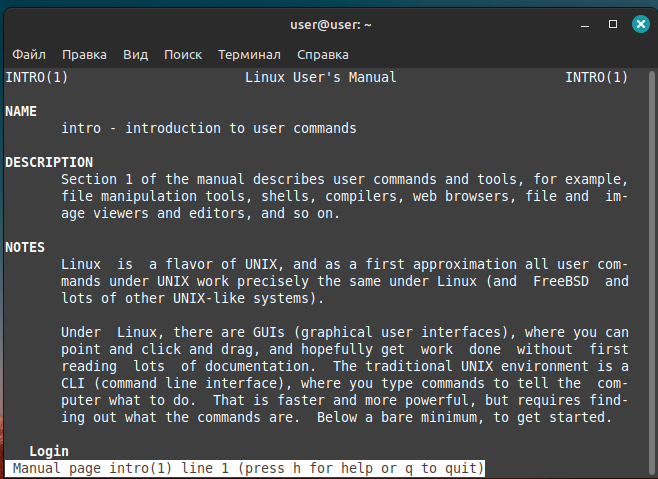 user@user: ~
Файл Правка Вид Поиск Терминал Справка
INTRO(1) Linux User's Manual INTRO(1)
NAME
intro - introduction to user commands
DESCRIPTION
Section 1 of the manual describes user commands and tools, for example,
file manipulation tools, shells, compilers, web browsers, file and im-
age viewers and editors, and so on.
NOTES
Linux is a flavor of UNIX, and as a first approximation all user com-
mands under UNIX work precisely the same under Linux (and FreeBSD and
lots of other UNIX-like systems).
Under Linux, there are GUIs (graphical user interfaces), where you can
point and click and drag, and hopefully get work done without first
reading lots of documentation. The traditional UNIX environment is a
CLI (command line interface), where you type commands to tell the com-
puter what to do. That is faster and more powerful, but requires find-
ing out what the commands are. Below a bare minimum, to get started.
Login
Manual page intro(1) line 1 (press h for help or q to quit)